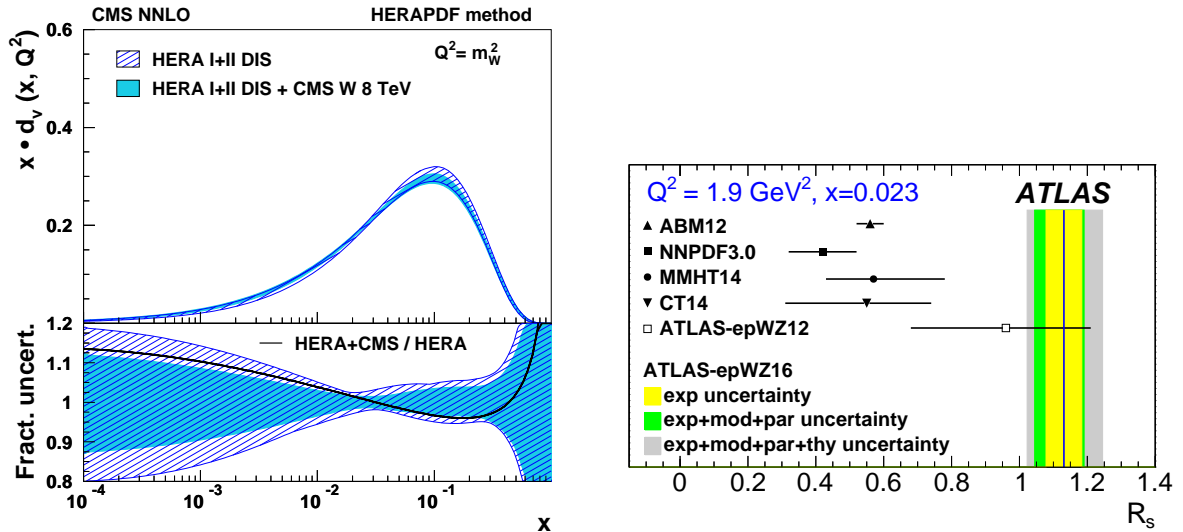 CMS NNLO HERAPDF method
0.6
Q² = m_W²
HERA I+II DIS
HERA I+II DIS + CMS W 8 TeV
x • d_v (x, Q²)
0.4
0.2
1.2
HERA+CMS / HERA
Fract. uncert.
1.1
1
0.9
0.8
10⁻⁴ 10⁻³ 10⁻² 10⁻¹
x
Q² = 1.9 GeV², x=0.023 ATLAS
ABM12
NNPDF3.0
MMHT14
CT14
ATLAS-epWZ12
ATLAS-epWZ16
exp uncertainty
exp+mod+par uncertainty
exp+mod+par+thy uncertainty
0 0.2 0.4 0.6 0.8 1 1.2 1.4
R_s